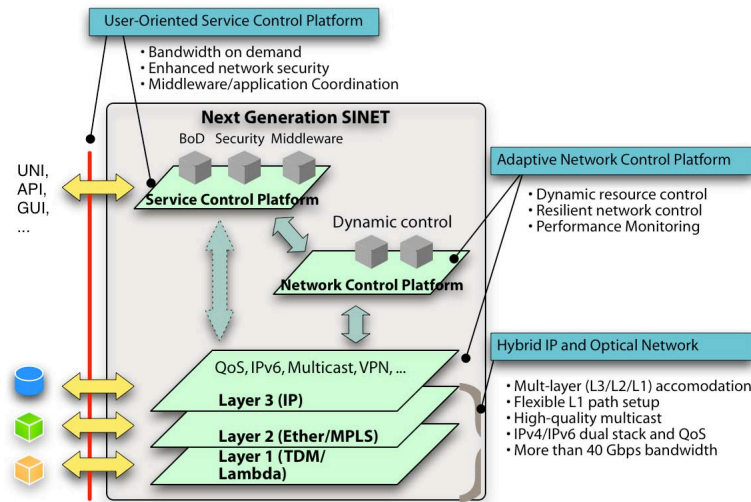 User-Oriented Service Control Platform
• Bandwidth on demand
• Enhanced network security
• Middleware/application Coordination
Next Generation SINET
BoD Security Middleware
Service Control Platform
UNI,
API,
GUI,
...
Adaptive Network Control Platform
• Dynamic resource control
• Resilient network control
• Performance Monitoring
Dynamic control
Network Control Platform
QoS, IPv6, Multicast, VPN, ...
Layer 3 (IP)
Layer 2 (Ether/MPLS)
Layer 1 (TDM/
Lambda)
Hybrid IP and Optical Network
• Mult-layer (L3/L2/L1) accomodation
• Flexible L1 path setup
• High-quality multicast
• IPv4/IPv6 dual stack and QoS
• More than 40 Gbps bandwidth